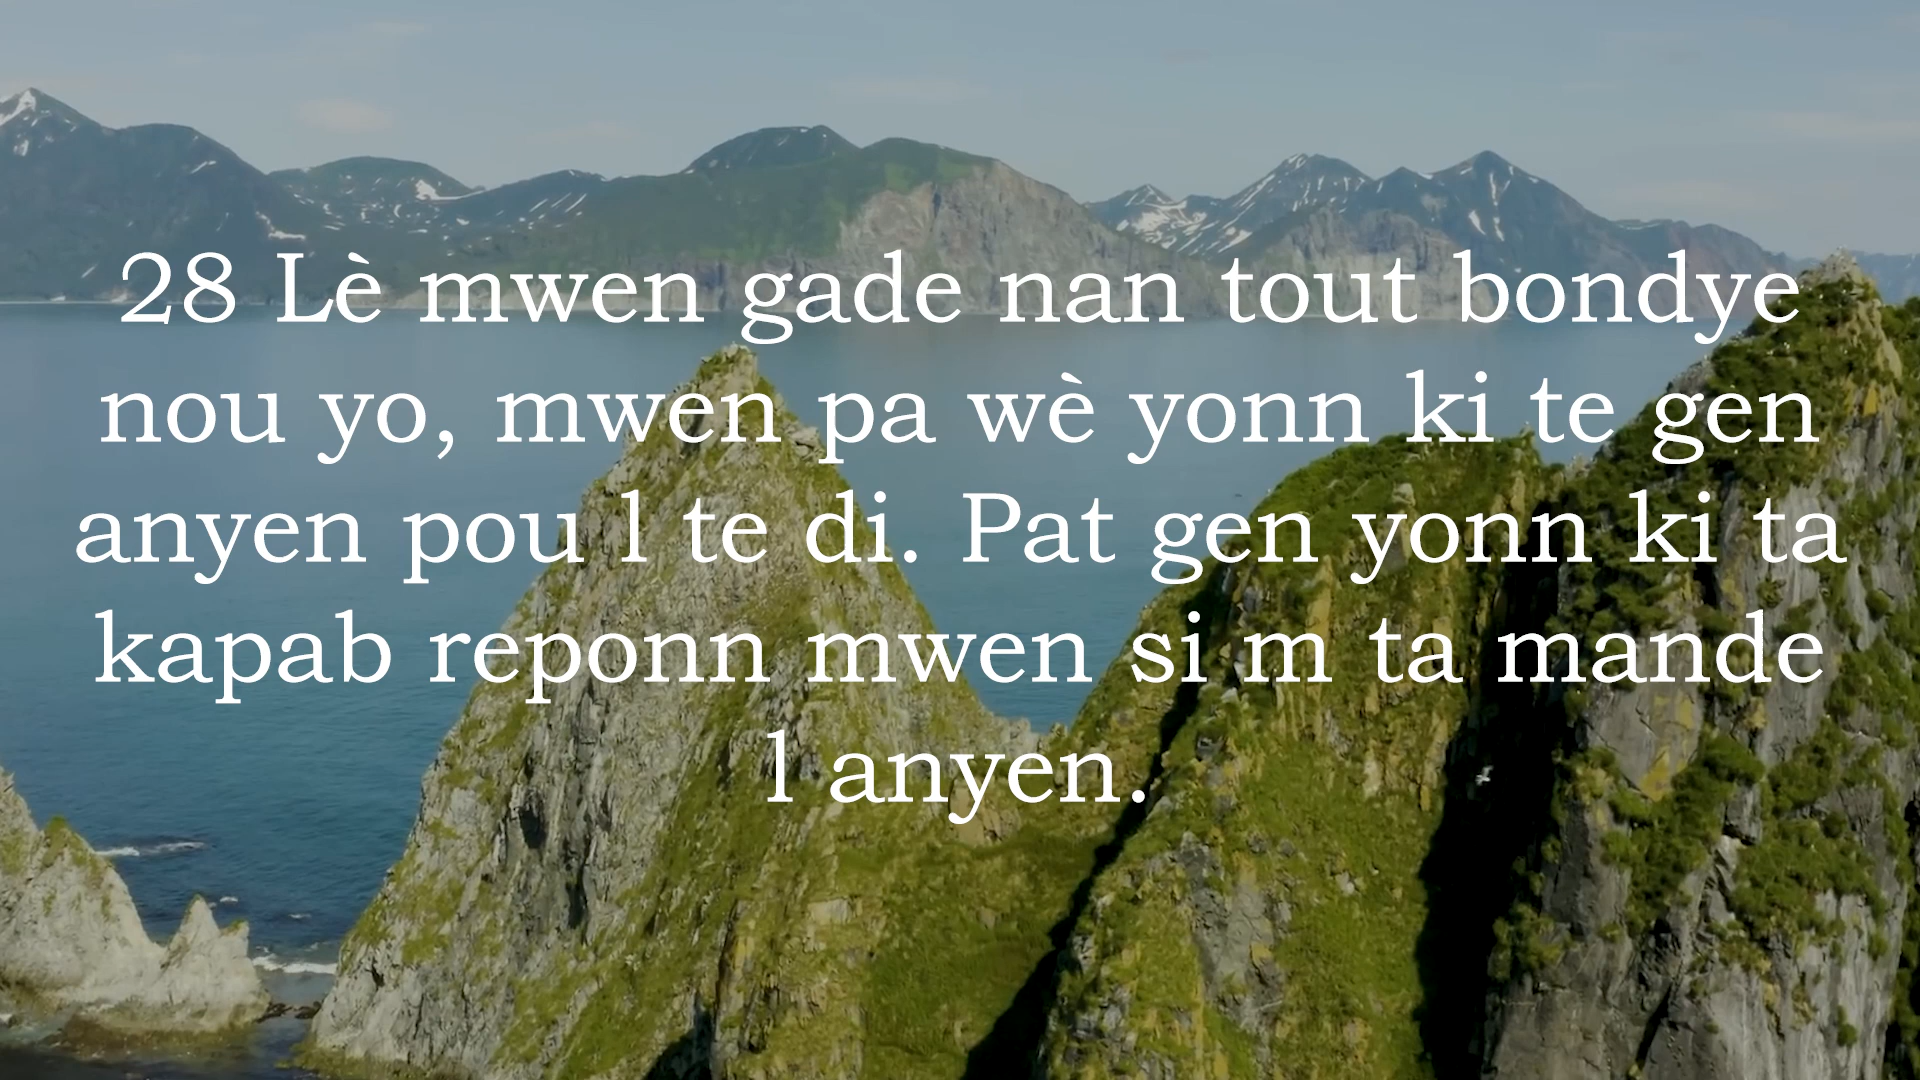 28 Lè mwen gade nan tout bondye
nou yo, mwen pa wè yonn ki te gen
anyen pou l te di. Pat gen yonn ki ta
kapab reponn mwen si m ta mande
l anyen.